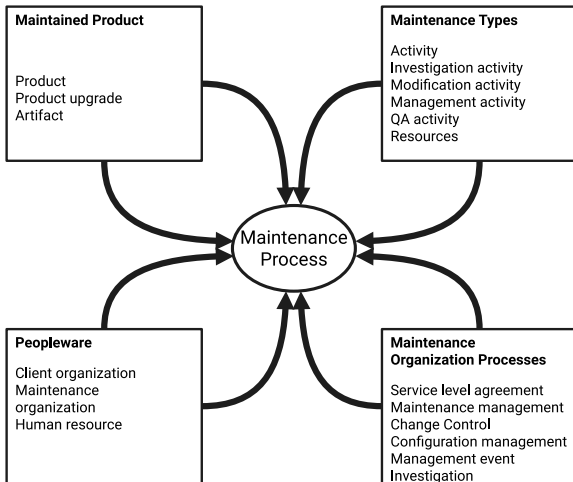 Maintained Product
Product
Product upgrade
Artifact
Maintenance Types
Activity
Investigation activity
Modification activity
Management activity
QA activity
Resources
Maintenance
Process
Peopleware
Client organization
Maintenance
organization
Human resource
Maintenance
Organization Processes
Service level agreement
Maintenance management
Change Control
Configuration management
Management event
Investigation